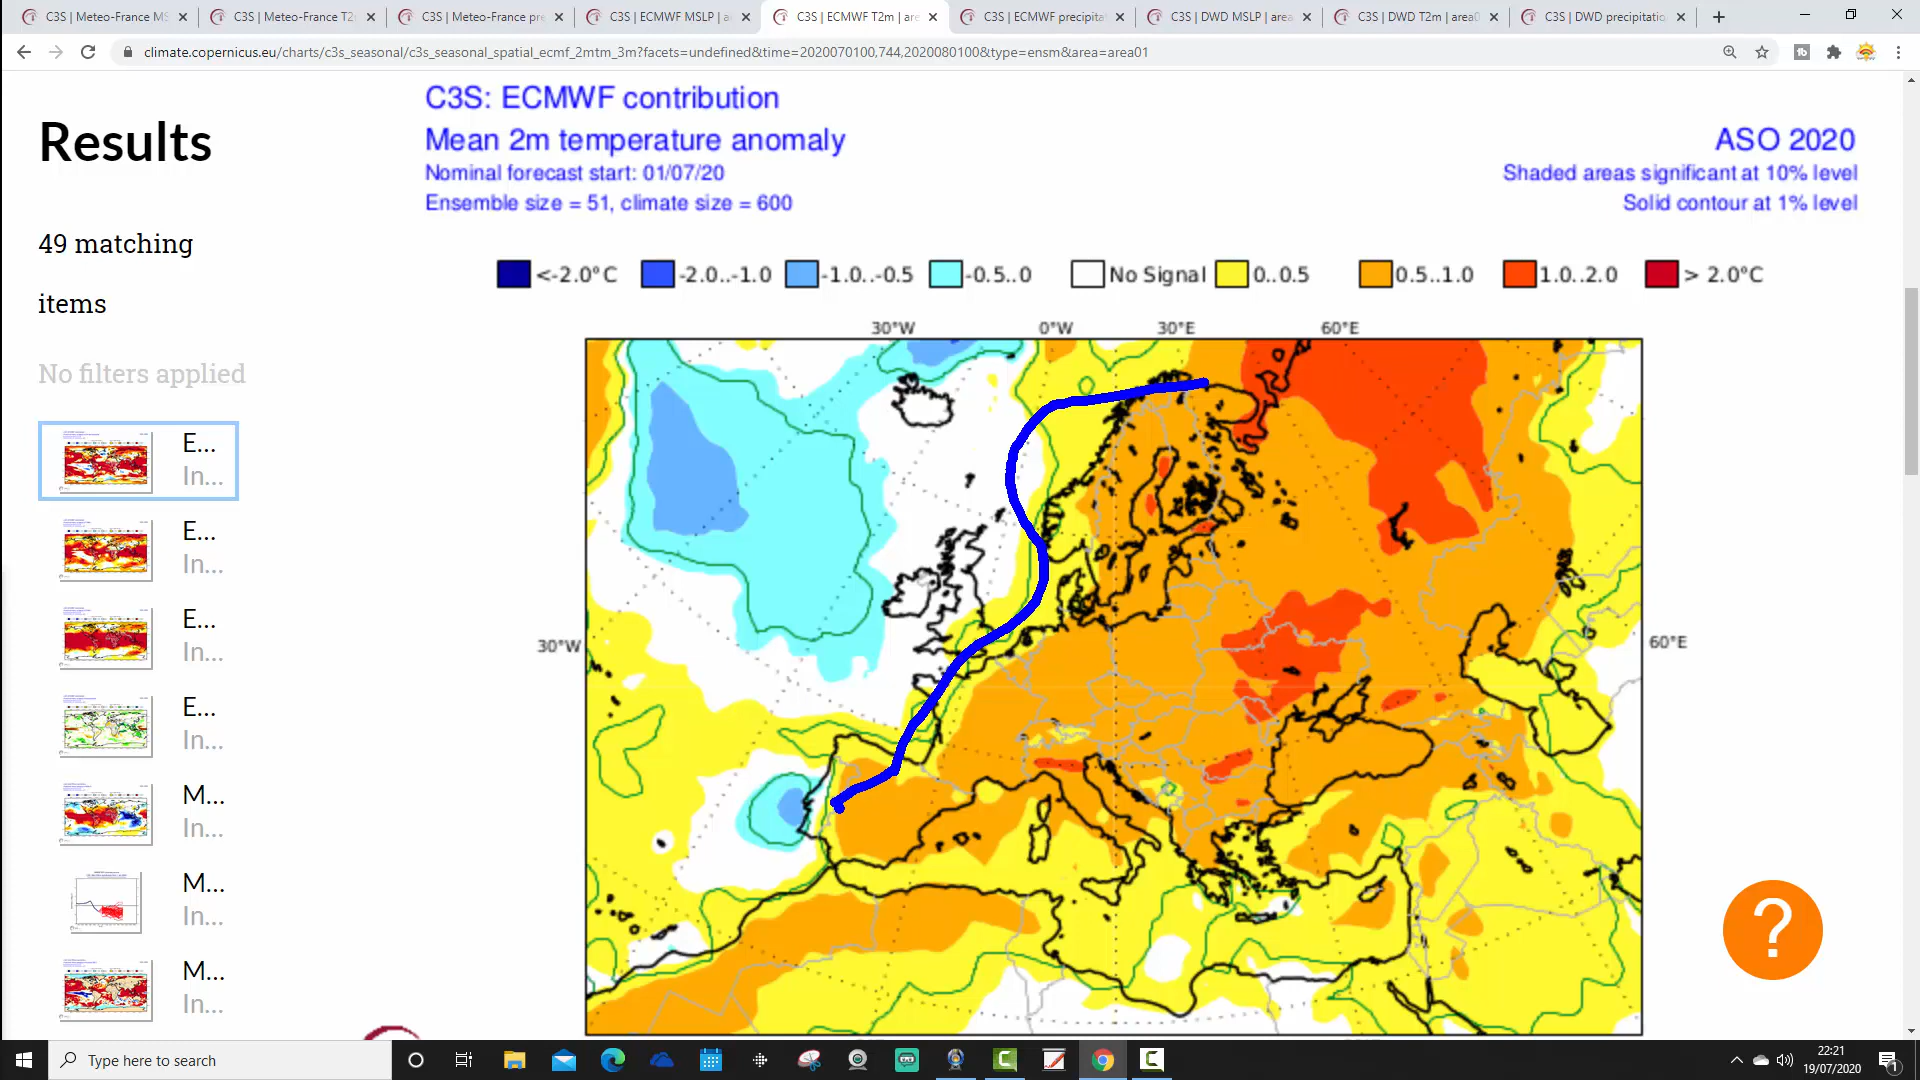 C3S | Meteo-France MS
C3S | Meteo-France T2
C3S | Meteo-France pre
C3S | ECMWF MSLP | a
C3S | ECMWF T2m | are
C3S | ECMWF precipita
C3S | DWD MSLP | area
C3S | DWD T2m | area0
C3S | DWD precipitatio
climate.copernicus.eu/charts/c3s_seasonal/c3s_seasonal_spatial_ecmf_2mtm_3m?facets=undefined&time=2020070100,744,2020080100&type=ensm&area=area01
Results
49 matching
items
No filters applied
E...
In...
E...
In...
E...
In...
E...
In...
M...
In...
M...
In...
M...
In...
C3S: ECMWF contribution
Mean 2m temperature anomaly
Nominal forecast start: 01/07/20
Ensemble size = 51, climate size = 600
ASO 2020
Shaded areas significant at 10% level
Solid contour at 1% level
<-2.0°C
-2.0..-1.0
-1.0..-0.5
-0.5..0
No Signal
0..0.5
0.5..1.0
1.0..2.0
> 2.0°C
30°W
0°W
30°E
60°E
30°W
60°E
?
Type here to search
22:21
19/07/2020
1